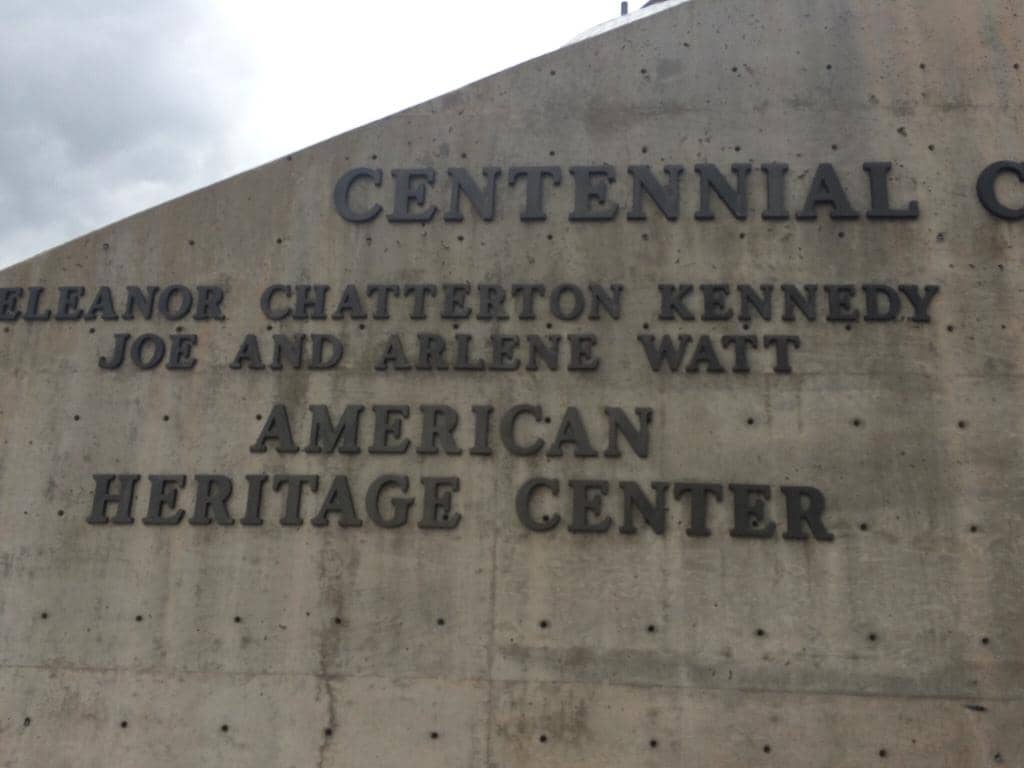 CENTENNIAL C
ELEANOR CHATTERTON KENNEDY
JOE AND ARLENE WATT
AMERICAN
HERITAGE CENTER